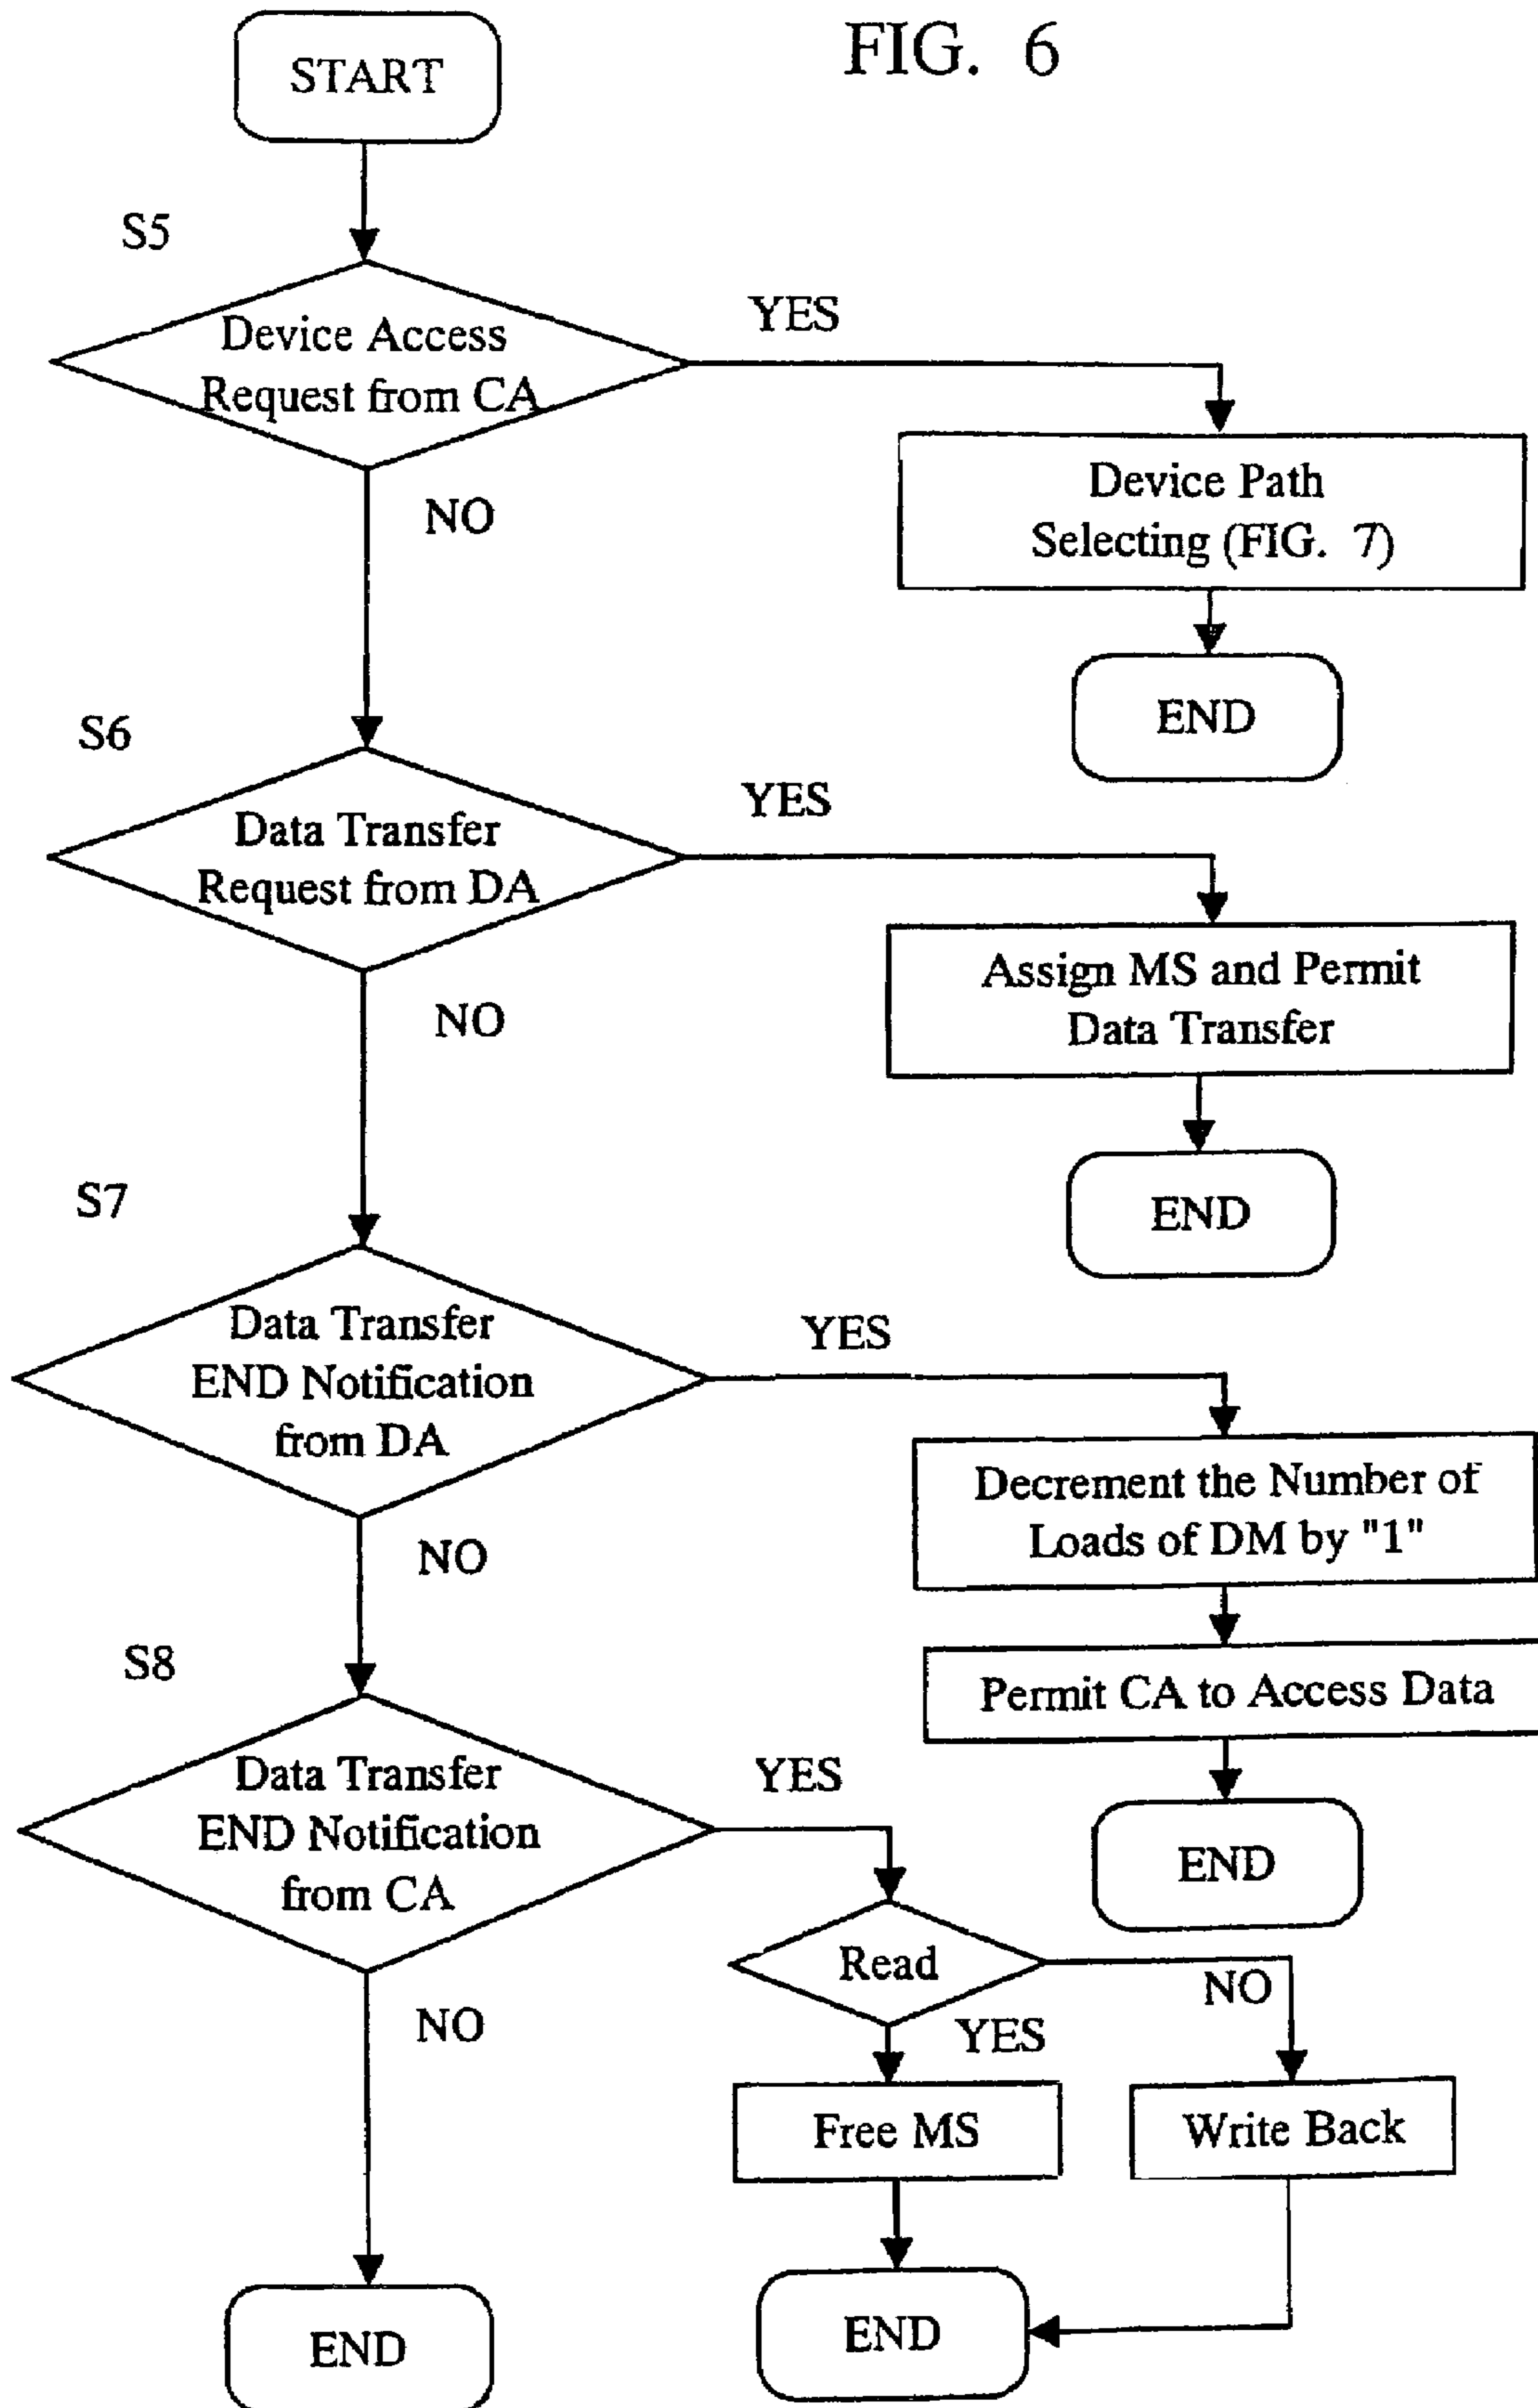 FIG. 6
START
S5
Device Access
Request from CA
YES
NO
Device Path
Selecting (FIG. 7)
END
S6
Data Transfer
Request from DA
YES
NO
Assign MS and Permit
Data Transfer
END
S7
Data Transfer
END Notification
from DA
YES
NO
Decrement the Number of
Loads of DM by "1"
Permit CA to Access Data
END
S8
Data Transfer
END Notification
from CA
YES
NO
Read
NO
YES
Free MS
Write Back
END
END